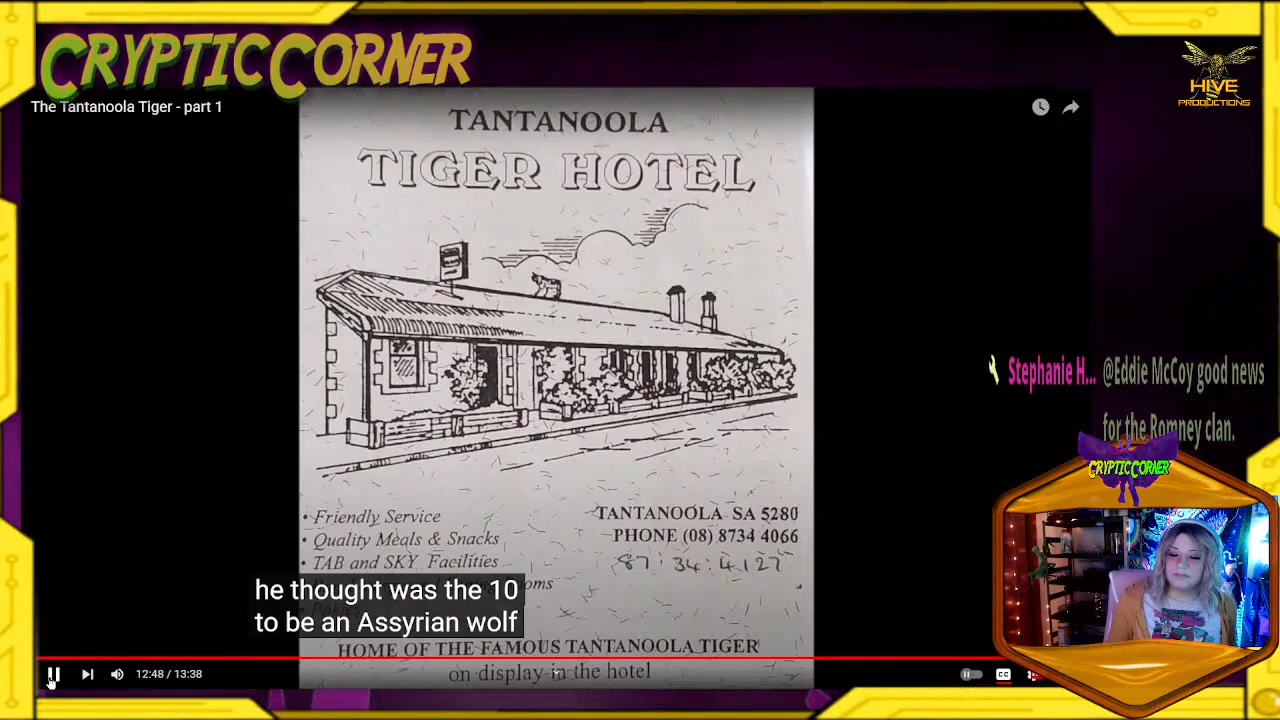 CRYPTICCORNER
HIVE
PRODUCTIONS
The Tantanoola Tiger - part 1
TANTANOOLA
TIGER HOTEL
• Friendly Service
• Quality Meals & Snacks
• TAB and SKY Facilities
TANTANOOLA SA 5280
PHONE (08) 8734 4066
87:34:4127
he thought was the 10
to be an Assyrian wolf
HOME OF THE FAMOUS TANTANOOLA TIGER
on display in the hotel
12:48 / 13:38
CC
Stephanie H... @Eddie McCoy good news
for the Romney clan.
CRYPTICCORNER